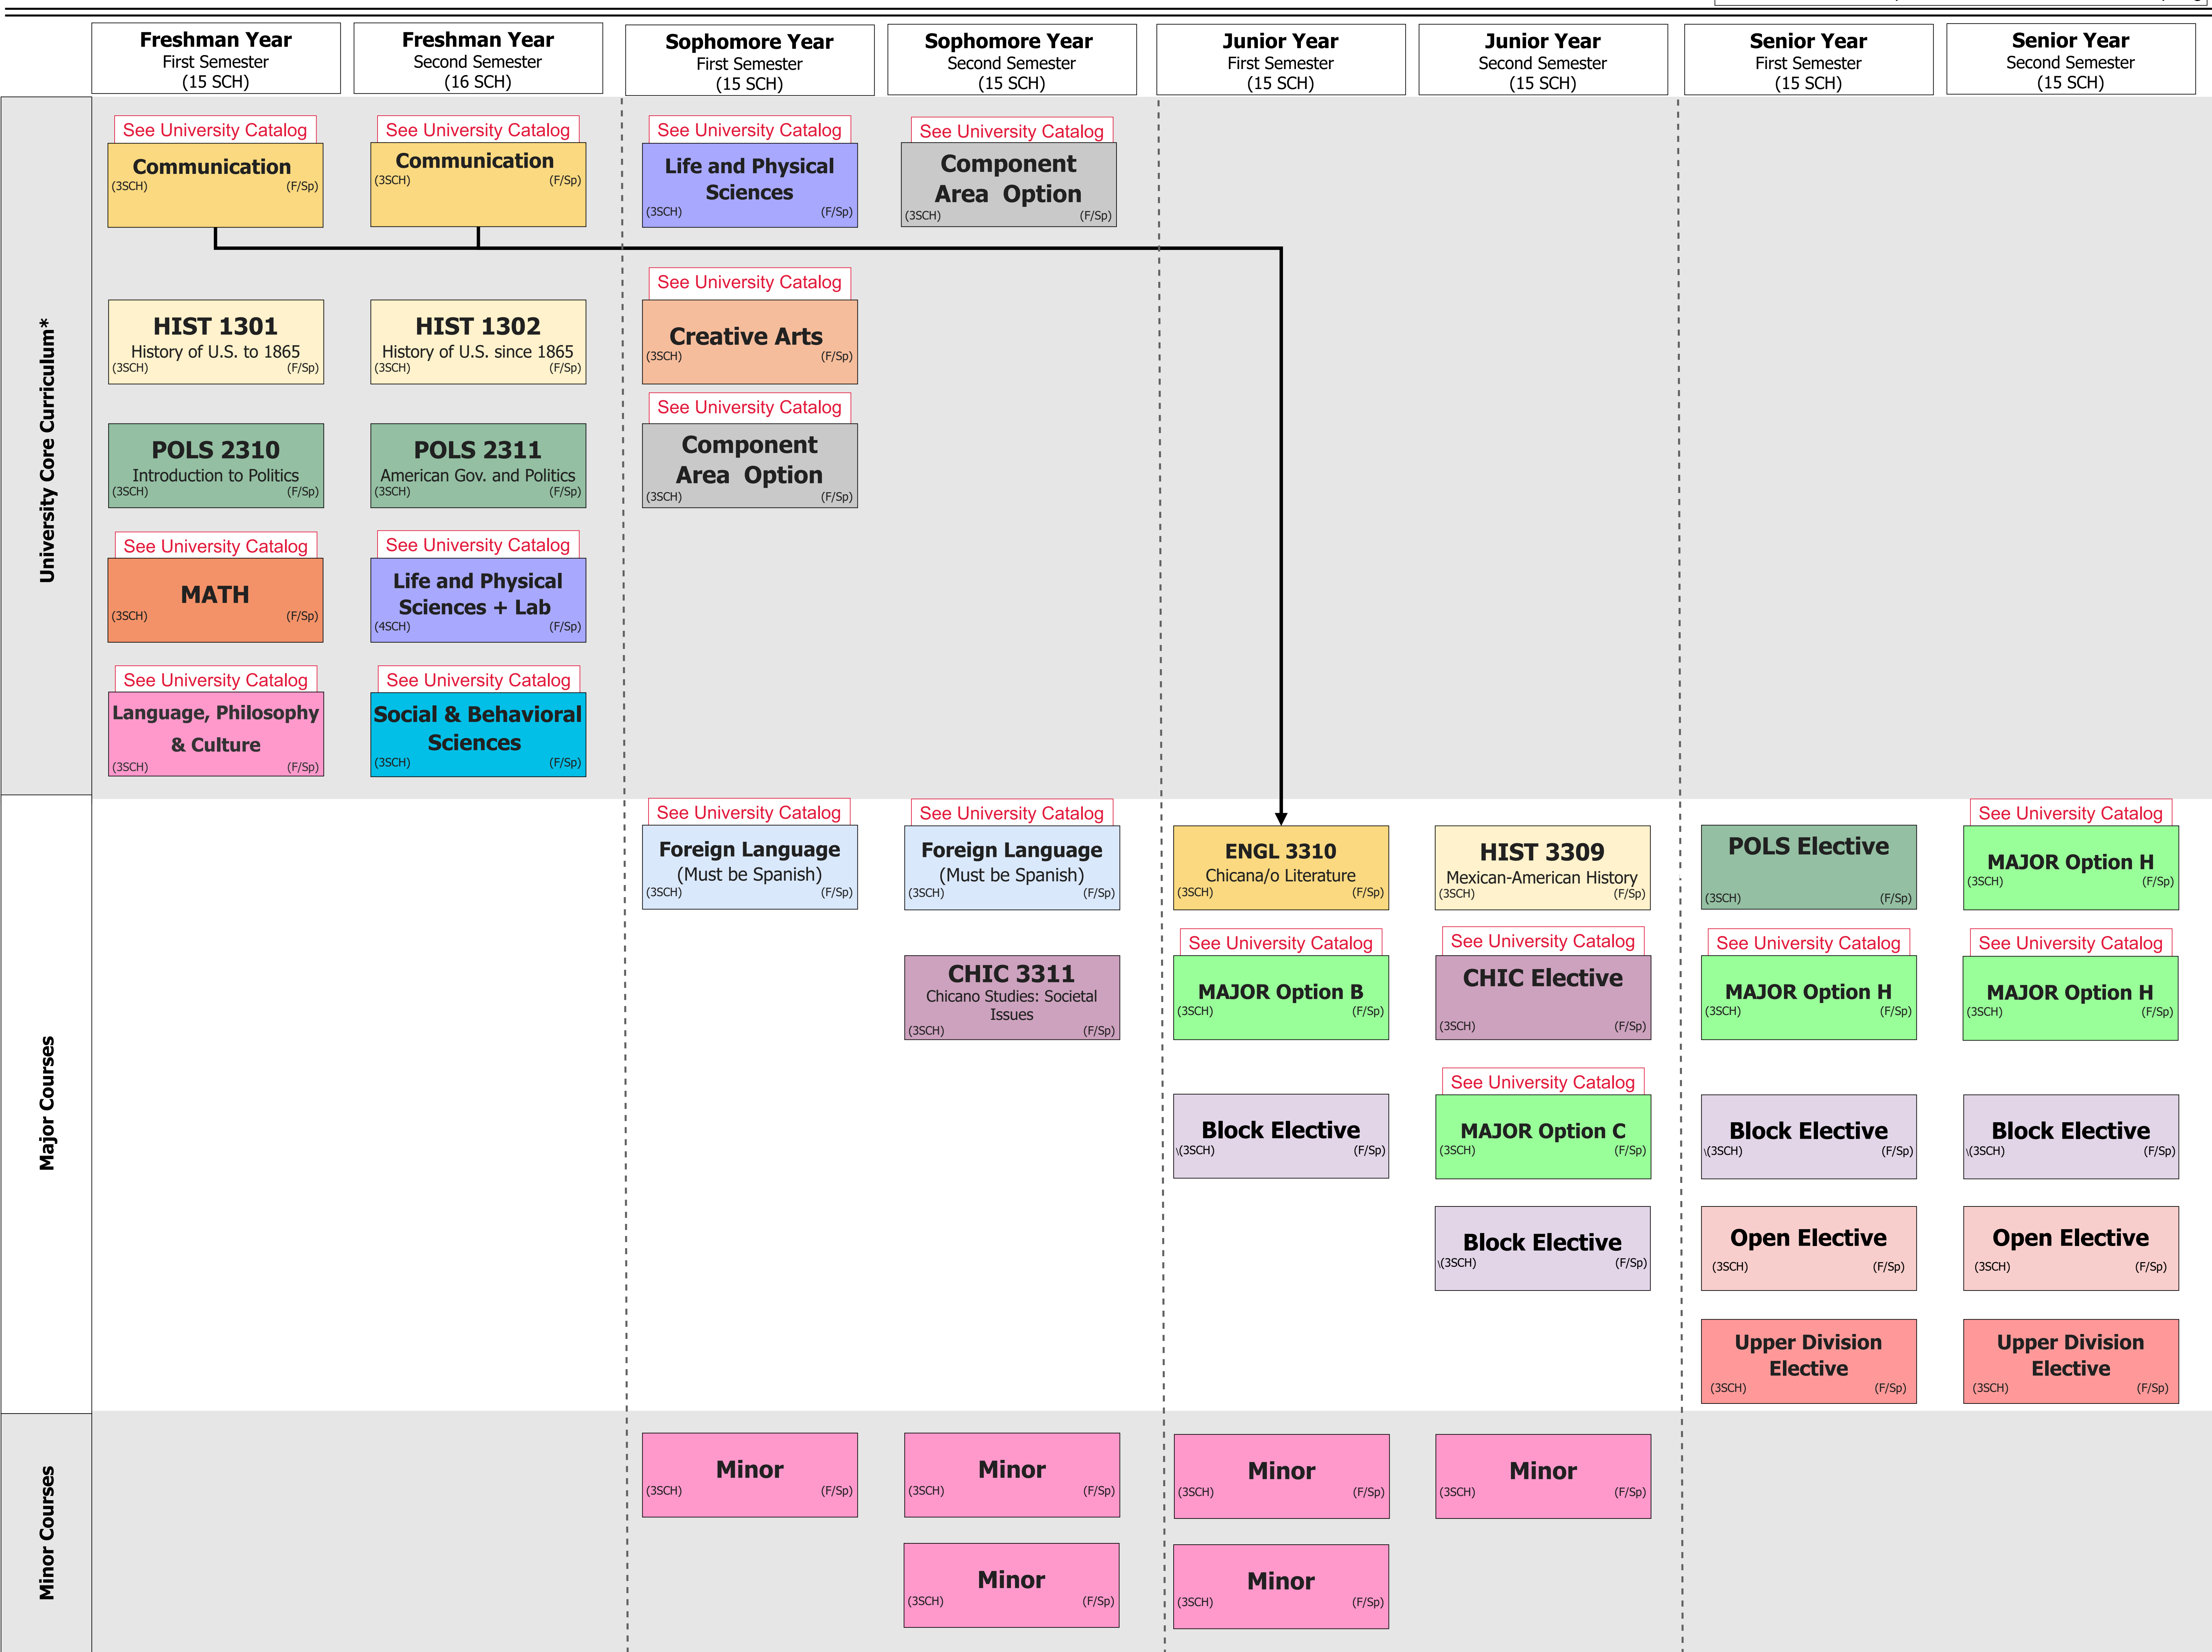 Freshman Year
First Semester
(15 SCH)
Freshman Year
Second Semester
(16 SCH)
Sophomore Year
First Semester
(15 SCH)
Sophomore Year
Second Semester
(15 SCH)
Junior Year
First Semester
(15 SCH)
Junior Year
Second Semester
(15 SCH)
Senior Year
First Semester
(15 SCH)
Senior Year
Second Semester
(15 SCH)
University Core Curriculum*
See University Catalog
Communication
(3SCH) (F/Sp)
See University Catalog
Communication
(3SCH) (F/Sp)
See University Catalog
Life and Physical
Sciences
(3SCH) (F/Sp)
See University Catalog
Component
Area Option
(3SCH) (F/Sp)
HIST 1301
History of U.S. to 1865
(3SCH) (F/Sp)
HIST 1302
History of U.S. since 1865
(3SCH) (F/Sp)
See University Catalog
Creative Arts
(3SCH) (F/Sp)
POLS 2310
Introduction to Politics
(3SCH) (F/Sp)
POLS 2311
American Gov. and Politics
(3SCH) (F/Sp)
See University Catalog
Component
Area Option
(3SCH) (F/Sp)
See University Catalog
MATH
(3SCH) (F/Sp)
See University Catalog
Life and Physical
Sciences + Lab
(4SCH) (F/Sp)
See University Catalog
Language, Philosophy
& Culture
(3SCH) (F/Sp)
See University Catalog
Social & Behavioral
Sciences
(3SCH) (F/Sp)
Major Courses
See University Catalog
Foreign Language
(Must be Spanish)
(3SCH) (F/Sp)
See University Catalog
Foreign Language
(Must be Spanish)
(3SCH) (F/Sp)
ENGL 3310
Chicana/o Literature
(3SCH) (F/Sp)
HIST 3309
Mexican-American History
(3SCH) (F/Sp)
POLS Elective
(3SCH) (F/Sp)
See University Catalog
MAJOR Option H
(3SCH) (F/Sp)
CHIC 3311
Chicano Studies: Societal
Issues
(3SCH) (F/Sp)
See University Catalog
MAJOR Option B
(3SCH) (F/Sp)
See University Catalog
CHIC Elective
(3SCH) (F/Sp)
See University Catalog
MAJOR Option H
(3SCH) (F/Sp)
See University Catalog
MAJOR Option H
(3SCH) (F/Sp)
Block Elective
\(3SCH) (F/Sp)
See University Catalog
MAJOR Option C
(3SCH) (F/Sp)
Block Elective
\(3SCH) (F/Sp)
Block Elective
\(3SCH) (F/Sp)
Block Elective
\(3SCH) (F/Sp)
Open Elective
(3SCH) (F/Sp)
Open Elective
(3SCH) (F/Sp)
Upper Division
Elective
(3SCH) (F/Sp)
Upper Division
Elective
(3SCH) (F/Sp)
Minor Courses
Minor
(3SCH) (F/Sp)
Minor
(3SCH) (F/Sp)
Minor
(3SCH) (F/Sp)
Minor
(3SCH) (F/Sp)
Minor
(3SCH) (F/Sp)
Minor
(3SCH) (F/Sp)